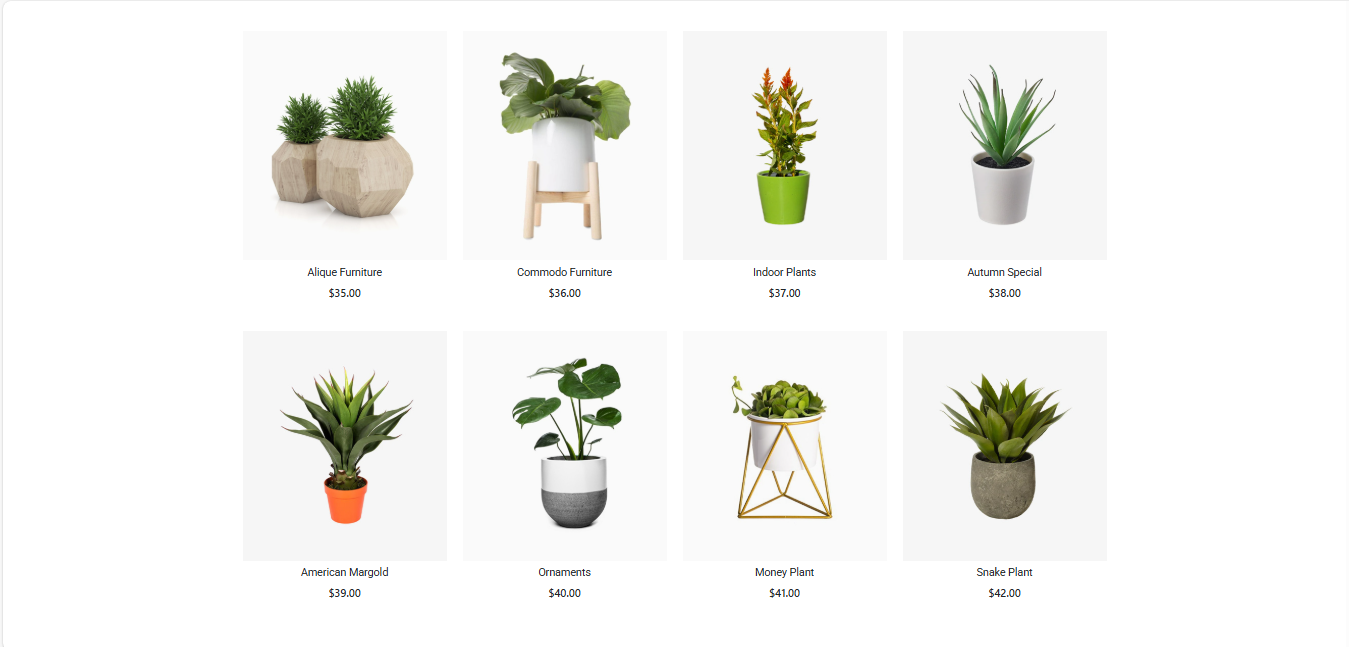 Alique Furniture
$35.00
Commodo Furniture
$36.00
Indoor Plants
$37.00
Autumn Special
$38.00
American Margold
$39.00
Ornaments
$40.00
Money Plant
$41.00
Snake Plant
$42.00